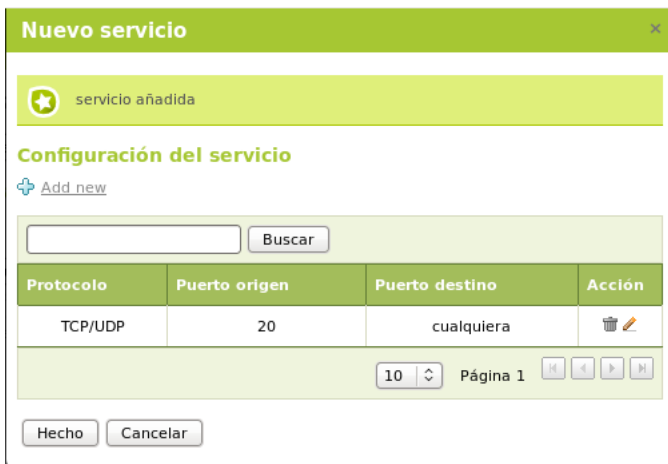 Nuevo servicio ×
servicio añadida
Configuración del servicio
Add new
Buscar
Protocolo Puerto origen Puerto destino Acción
TCP/UDP 20 cualquiera
10 Página 1
Hecho Cancelar